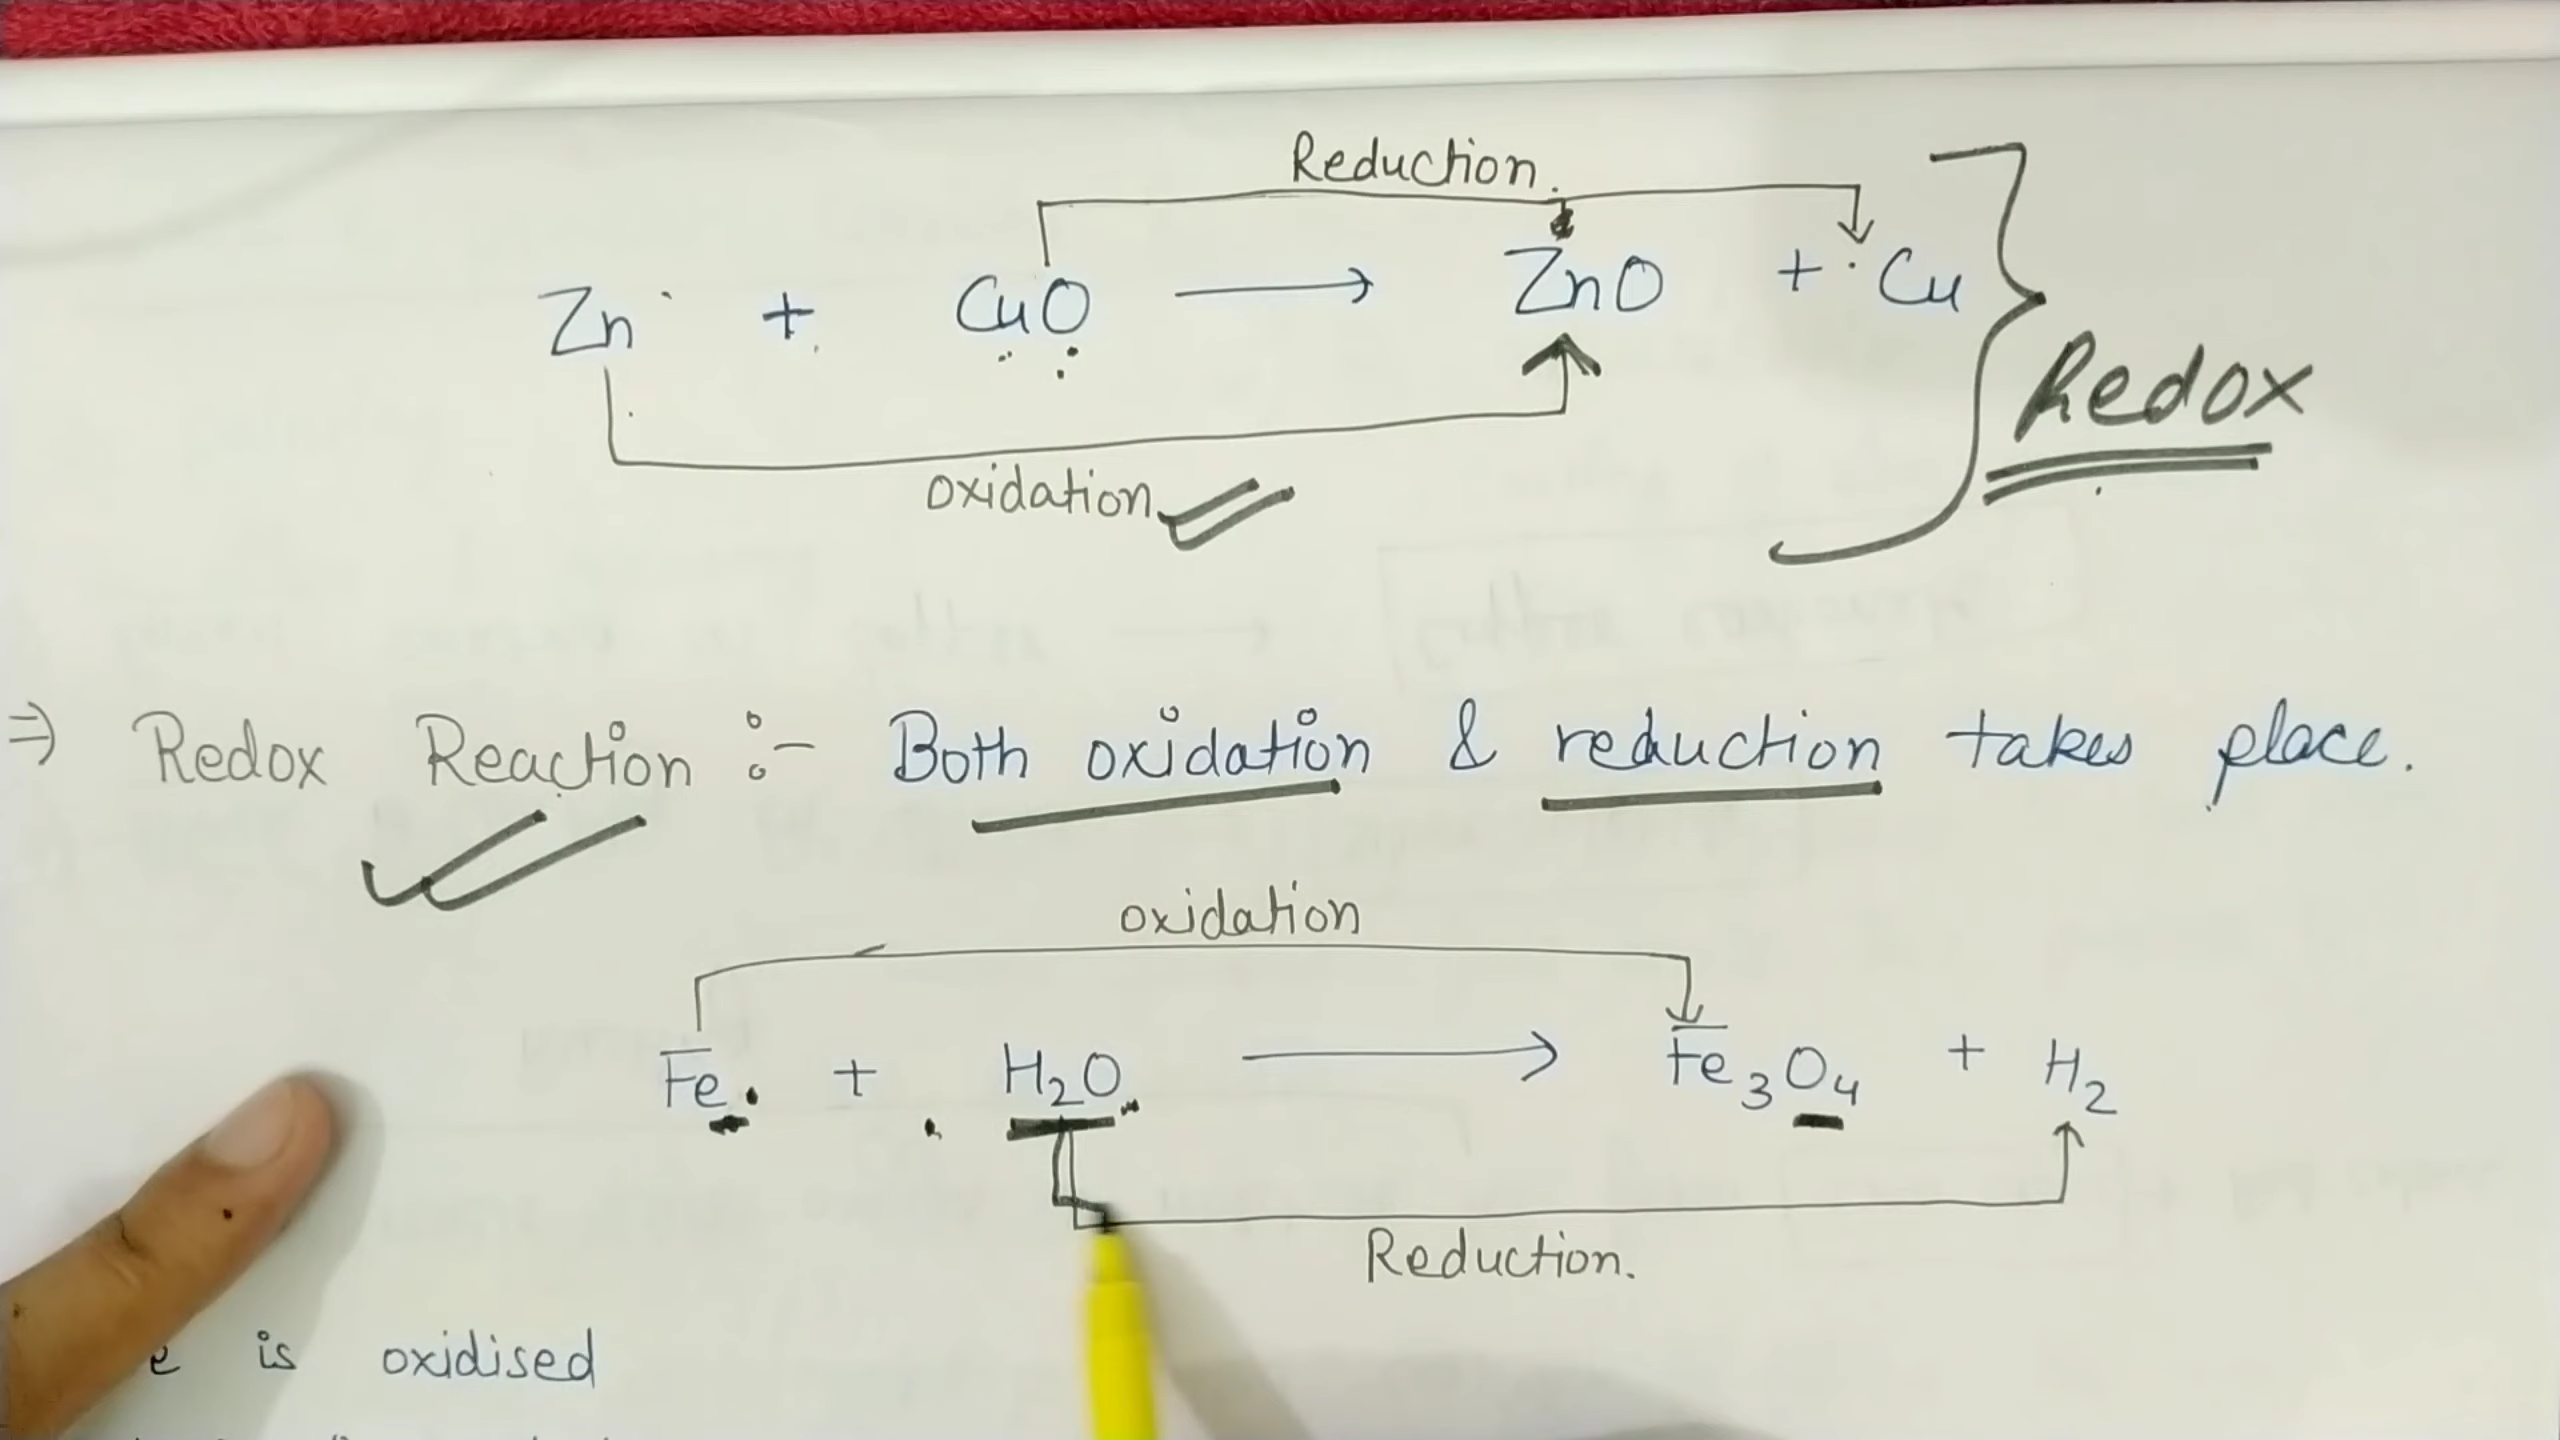 Reduction.
Zn + CuO → ZnO + Cu
Redox
oxidation
⇒ Redox Reaction :- Both oxidation & reduction takes place.
oxidation
Fe + H₂O → Fe₃O₄ + H₂
Reduction.
e is oxidised